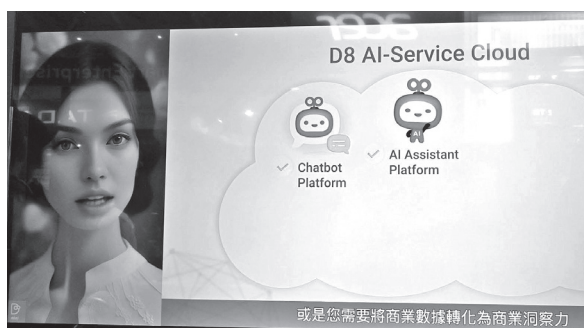 D8 AI-Service Cloud
AI
Chatbot
Platform
AI Assistant
Platform
或是您需要將商業數據轉化為商業洞察力